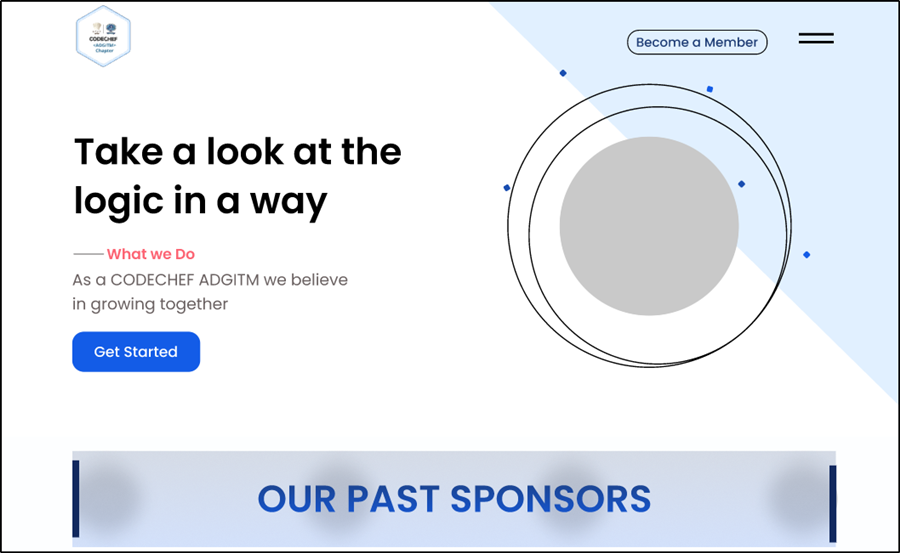 CODECHEF
<ADGITM>
Chapter
Become a Member
Take a look at the
logic in a way
What we Do
As a CODECHEF ADGITM we believe
in growing together
Get Started
OUR PAST SPONSORS